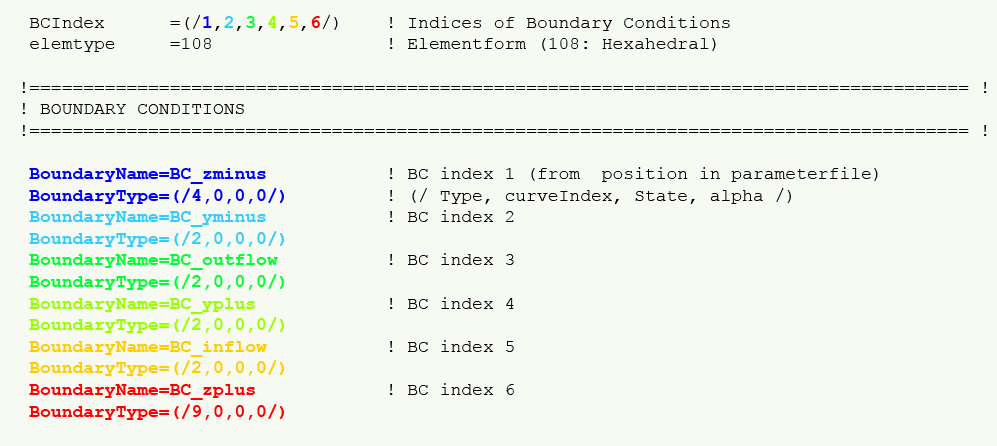 BCIndex      =(/1,2,3,4,5,6/)    ! Indices of Boundary Conditions
elemtype     =108                ! Elementform (108: Hexahedral)
!======================================================================================= !
! BOUNDARY CONDITIONS
!======================================================================================= !
BoundaryName=BC_zminus           ! BC index 1 (from  position in parameterfile)
BoundaryType=(/4,0,0,0/)         ! (/ Type, curveIndex, State, alpha /)
BoundaryName=BC_yminus           ! BC index 2
BoundaryType=(/2,0,0,0/)
BoundaryName=BC_outflow          ! BC index 3
BoundaryType=(/2,0,0,0/)
BoundaryName=BC_yplus            ! BC index 4
BoundaryType=(/2,0,0,0/)
BoundaryName=BC_inflow           ! BC index 5
BoundaryType=(/2,0,0,0/)
BoundaryName=BC_zplus            ! BC index 6
BoundaryType=(/9,0,0,0/)